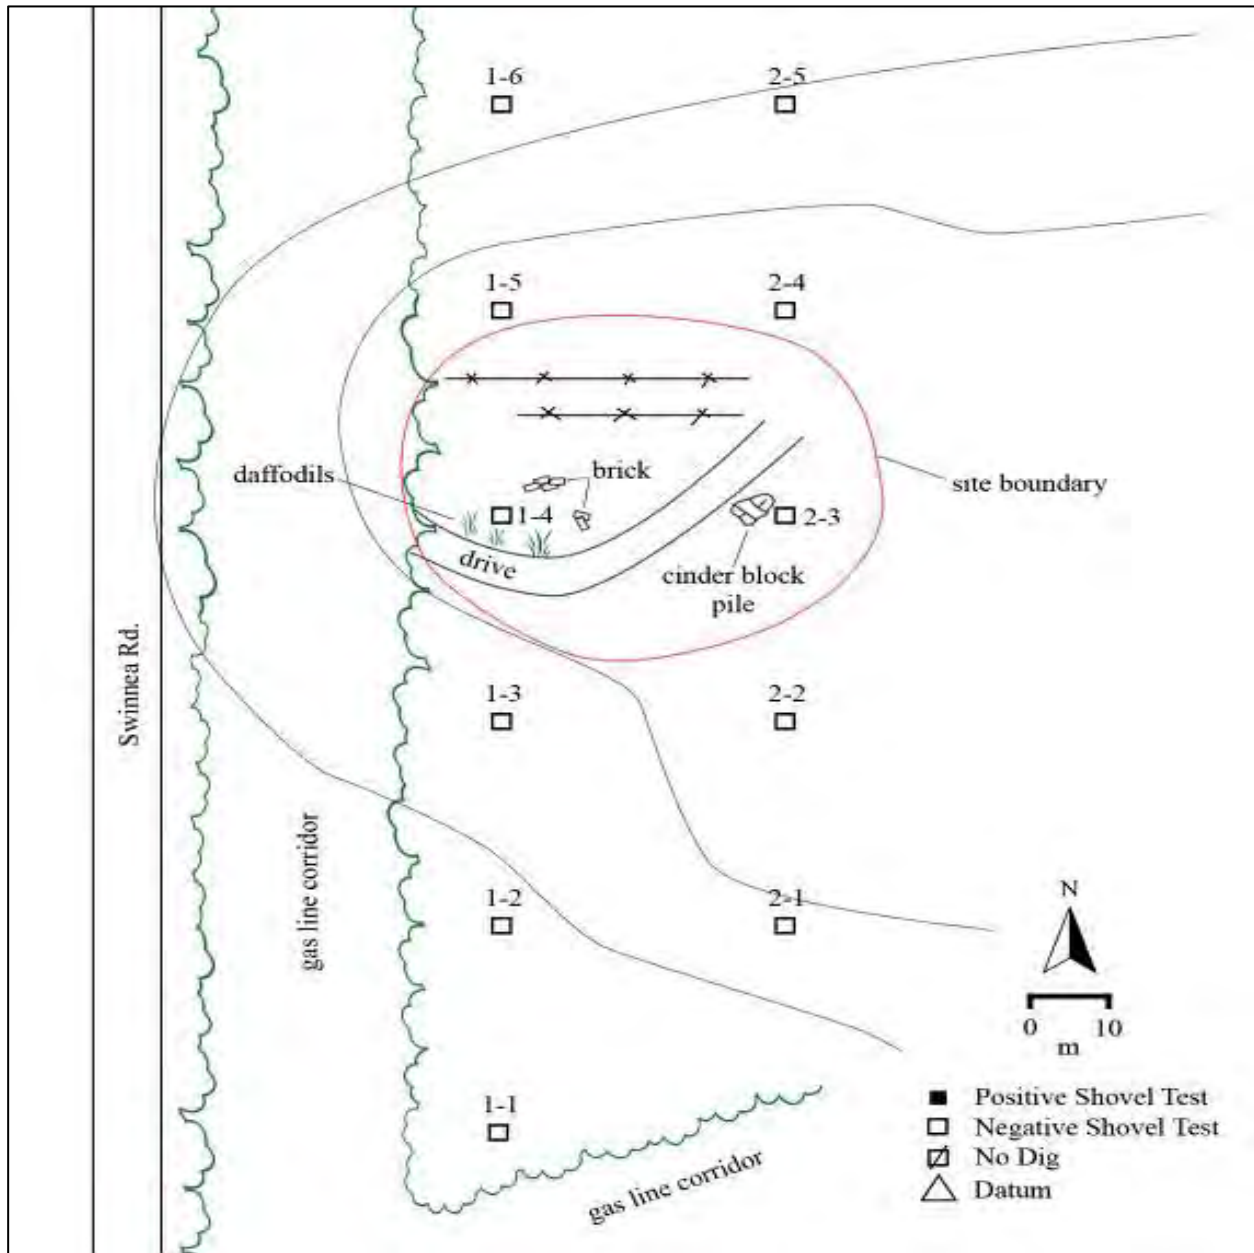 1-6
2-5
1-5
2-4
daffodils
brick
site boundary
1-4
2-3
drive
cinder block
pile
Swinnea Rd.
1-3
2-2
gas line corridor
1-2
2-1
N
0 10
m
1-1
gas line corridor
Positive Shovel Test
Negative Shovel Test
No Dig
Datum